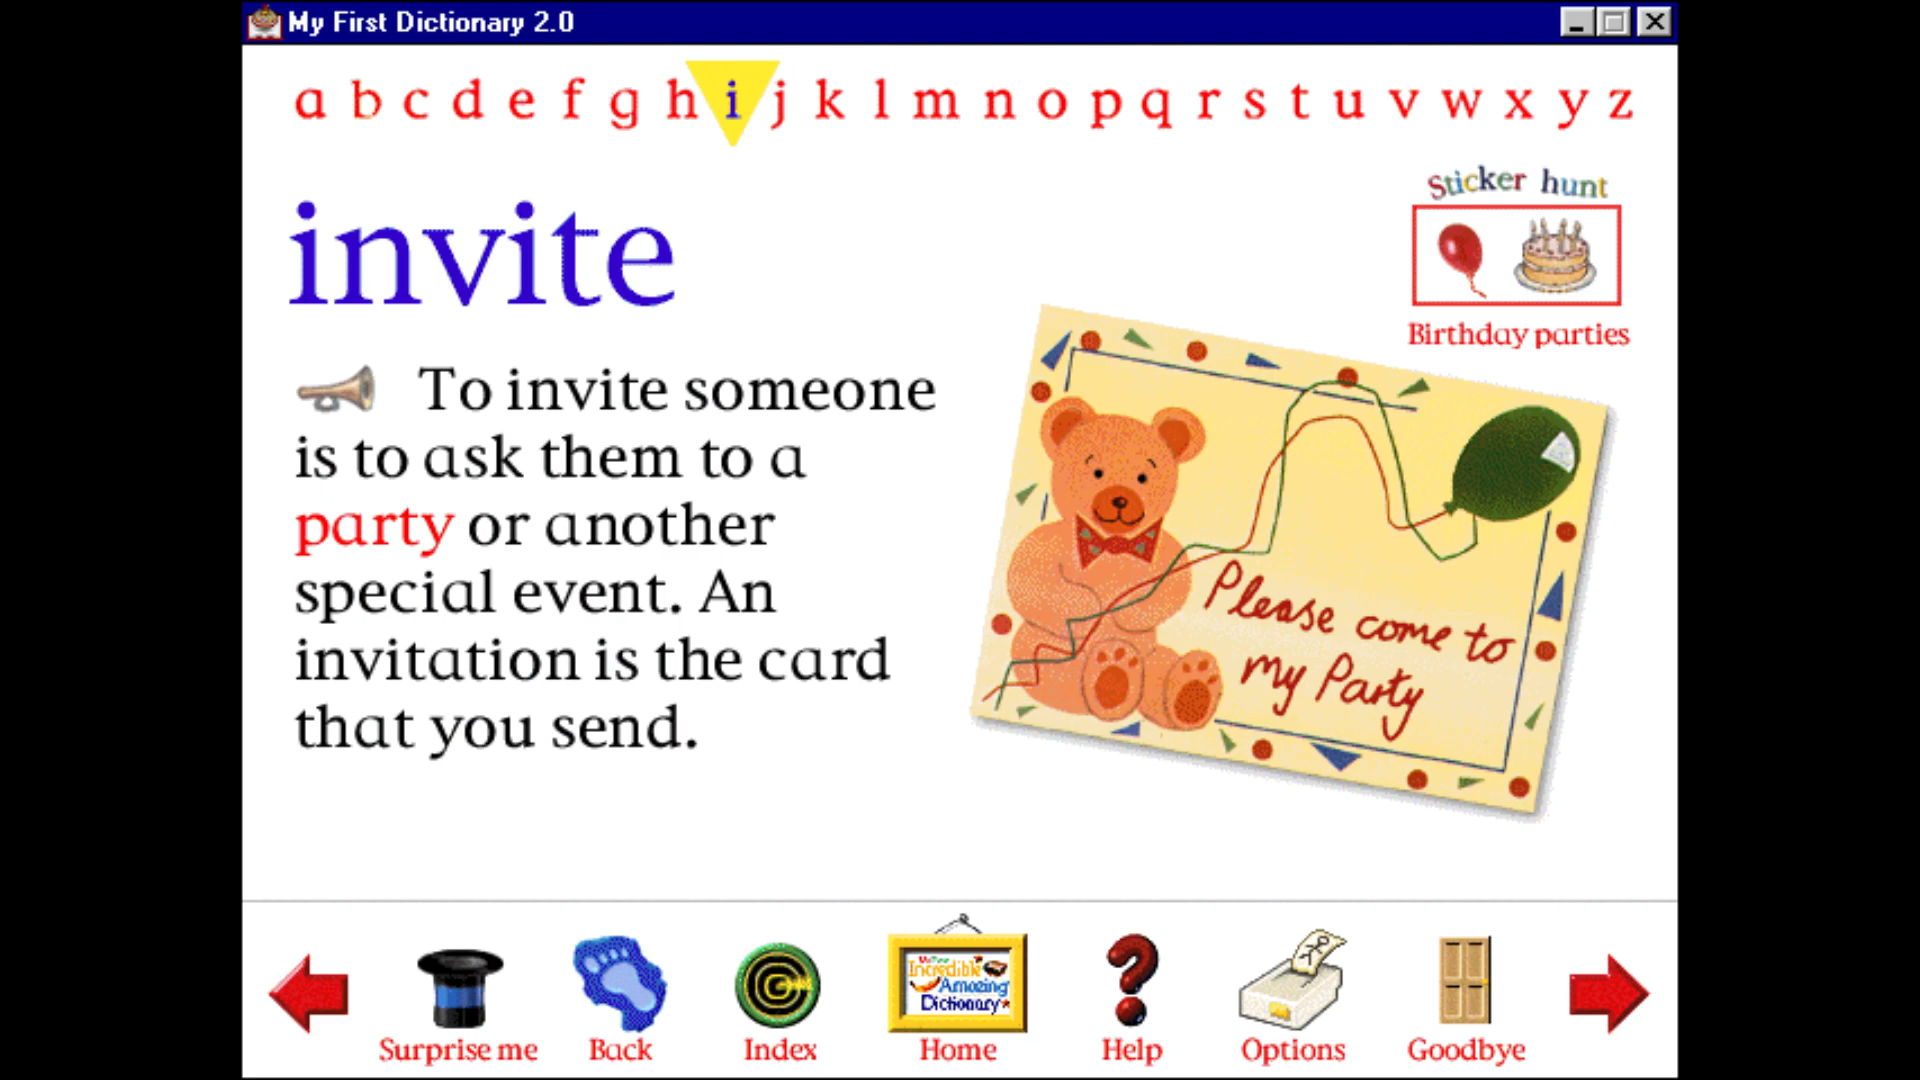 My First Dictionary 2.0
a b c d e f g h i j k l m n o p q r s t u v w x y z
Sticker hunt
Birthday parties
invite
To invite someone
is to ask them to a
party or another
special event. An
invitation is the card
that you send.
Please come to
my Party
My First
Incredible
Amazing
Dictionary
Surprise me
Back
Index
Home
Help
Options
Goodbye